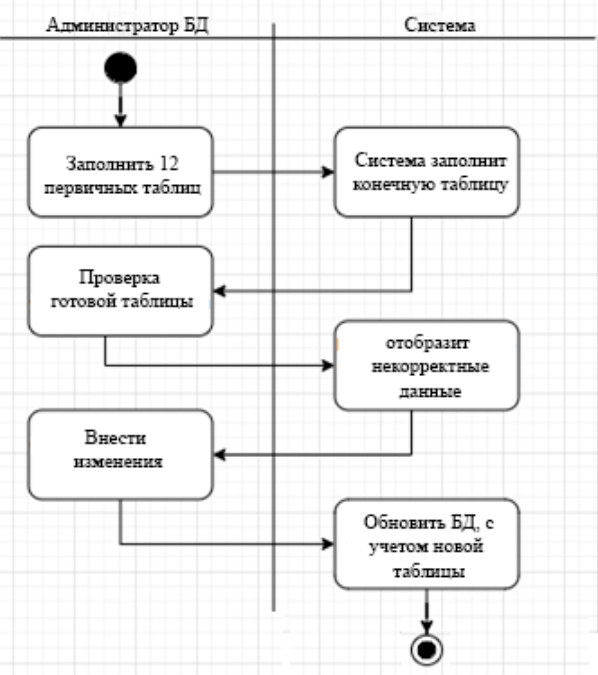 Администратор БД
Система
Заполнить 12
первичных таблиц
Система заполнит
конечную таблицу
Проверка
готовой таблицы
отобразит
некорректные
данные
Внести
изменения
Обновить БД, с
учетом новой
таблицы